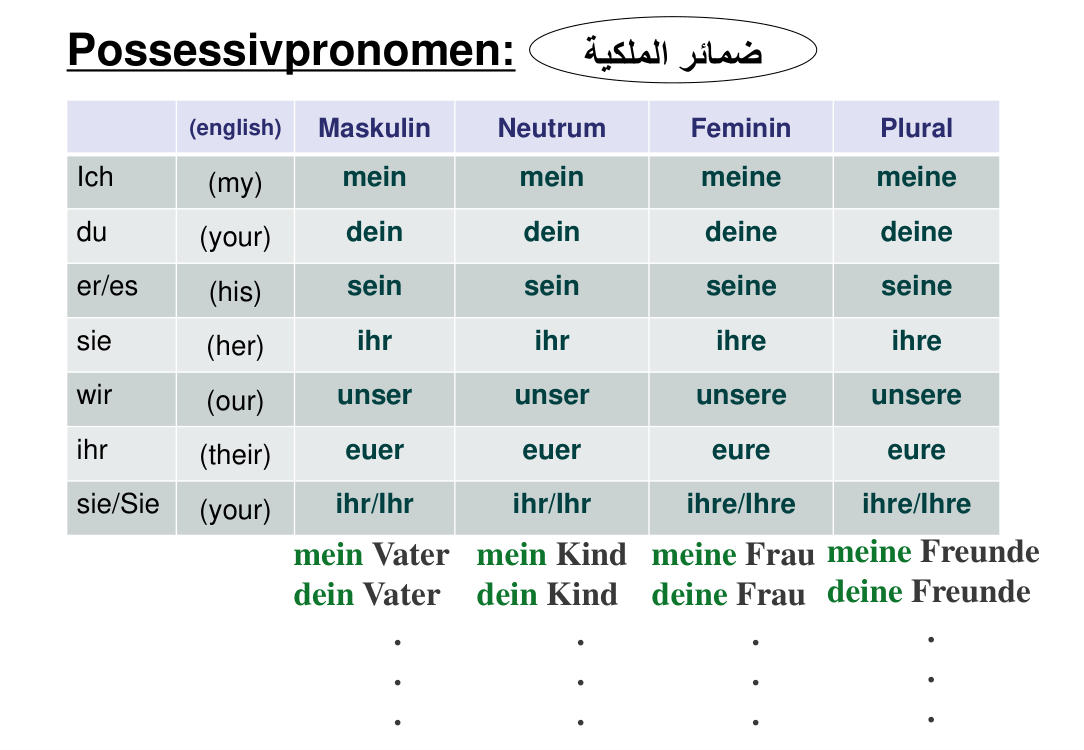 Possessivpronomen: ضمائر الملكية
(english) Maskulin Neutrum Feminin Plural
Ich (my) mein mein meine meine
du (your) dein dein deine deine
er/es (his) sein sein seine seine
sie (her) ihr ihr ihre ihre
wir (our) unser unser unsere unsere
ihr (their) euer euer eure eure
sie/Sie (your) ihr/Ihr ihr/Ihr ihre/Ihre ihre/Ihre
mein Vater mein Kind meine Frau meine Freunde
dein Vater dein Kind deine Frau deine Freunde
. . . .
. . . .
. . . .